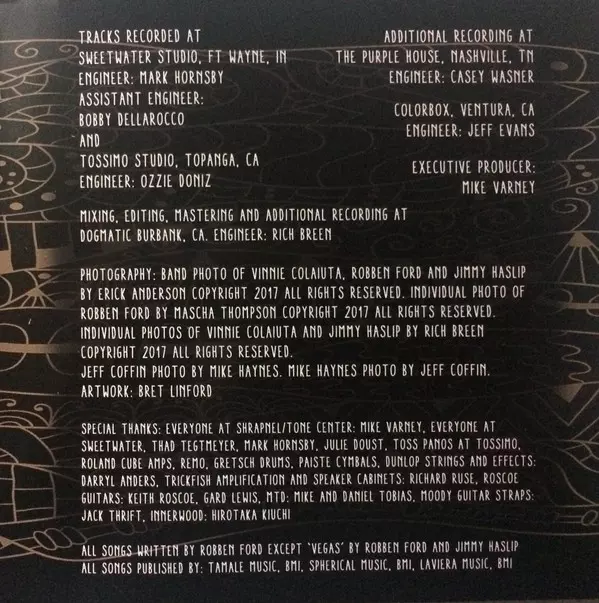 TRACKS RECORDED AT
SWEETWATER STUDIO, FT WAYNE, IN
ENGINEER: MARK HORNSBY
ASSISTANT ENGINEER:
BOBBY DELLAROCCO
AND
TOSSIMO STUDIO, TOPANGA, CA
ENGINEER: OZZIE DONIZ
ADDITIONAL RECORDING AT
THE PURPLE HOUSE, NASHVILLE, TN
ENGINEER: CASEY WASNER
COLORBOX, VENTURA, CA
ENGINEER: JEFF EVANS
EXECUTIVE PRODUCER:
MIKE VARNEY
MIXING, EDITING, MASTERING AND ADDITIONAL RECORDING AT
DOGMATIC BURBANK, CA. ENGINEER: RICH BREEN
PHOTOGRAPHY: BAND PHOTO OF VINNIE COLAIUTA, ROBBEN FORD AND JIMMY HASLIP
BY ERICK ANDERSON COPYRIGHT 2017 ALL RIGHTS RESERVED. INDIVIDUAL PHOTO OF
ROBBEN FORD BY MASCHA THOMPSON COPYRIGHT 2017 ALL RIGHTS RESERVED.
INDIVIDUAL PHOTOS OF VINNIE COLAIUTA AND JIMMY HASLIP BY RICH BREEN
COPYRIGHT 2017 ALL RIGHTS RESERVED.
JEFF COFFIN PHOTO BY MIKE HAYNES. MIKE HAYNES PHOTO BY JEFF COFFIN.
ARTWORK: BRET LINFORD
SPECIAL THANKS: EVERYONE AT SHRAPNEL/TONE CENTER: MIKE VARNEY, EVERYONE AT
SWEETWATER, THAD TEGTMEYER, MARK HORNSBY, JULIE DOUST, TOSS PANOS AT TOSSIMO,
ROLAND CUBE AMPS, REMO, GRETSCH DRUMS, PAISTE CYMBALS, DUNLOP STRINGS AND EFFECTS:
DARRYL ANDERS, TRICKFISH AMPLIFICATION AND SPEAKER CABINETS: RICHARD RUSE, ROSCOE
GUITARS: KEITH ROSCOE, GARD LEWIS, MTD: MIKE AND DANIEL TOBIAS, MOODY GUITAR STRAPS:
JACK THRIFT, INNERWOOD: HIROTAKA KIUCHI
ALL SONGS WRITTEN BY ROBBEN FORD EXCEPT 'VEGAS' BY ROBBEN FORD AND JIMMY HASLIP
ALL SONGS PUBLISHED BY: TAMALE MUSIC, BMI, SPHERICAL MUSIC, BMI, LAVIERA MUSIC, BMI